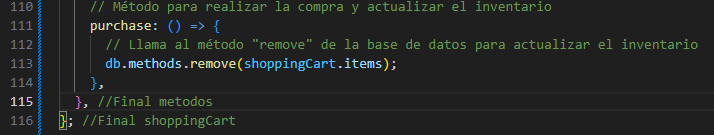 110 // Método para realizar la compra y actualizar el inventario
111 purchase: () => {
112 // Llama al método "remove" de la base de datos para actualizar el inventario
113 db.methods.remove(shoppingCart.items);
114 },
115 }, //Final metodos
116 }; //Final shoppingCart